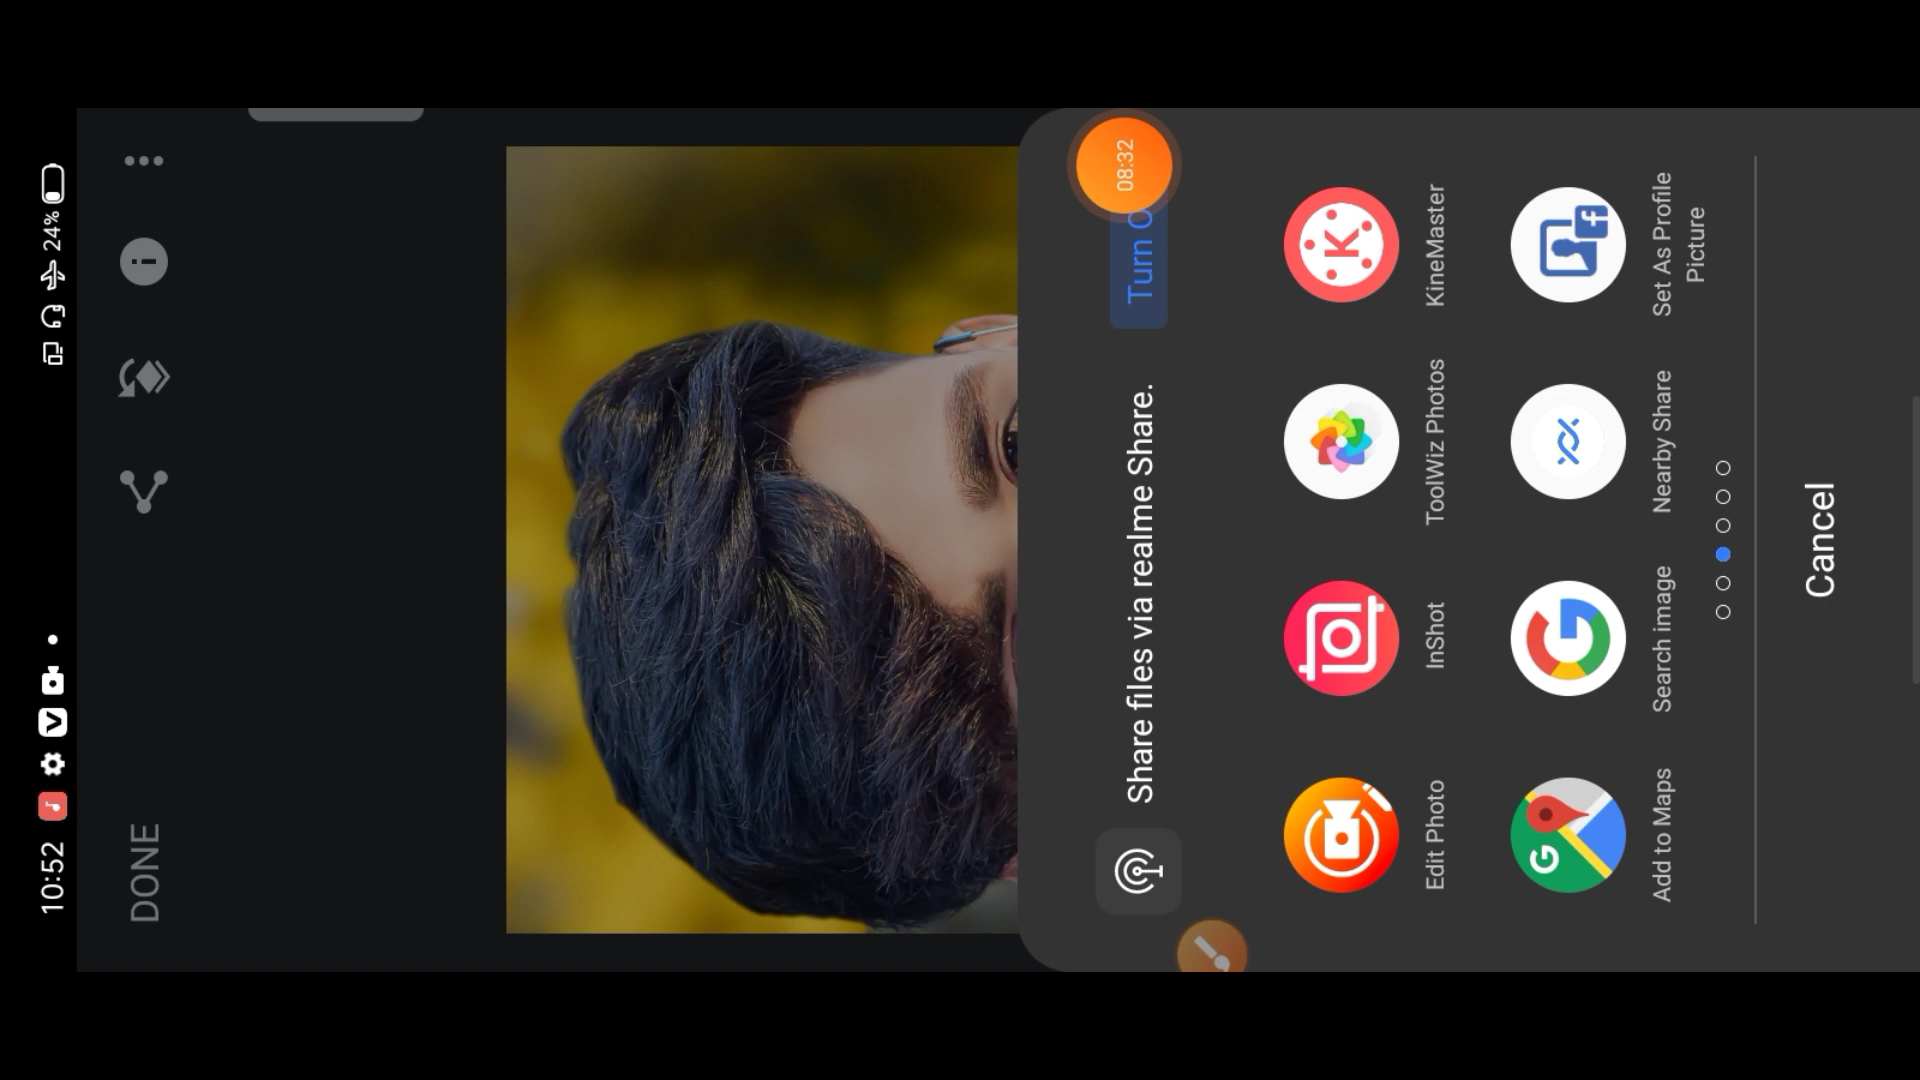 10:52
24%
DONE
08:32
Share files via realme Share.
Turn O
Edit Photo
InShot
ToolWiz Photos
KineMaster
Add to Maps
Search image
Nearby Share
Set As Profile
Picture
Cancel